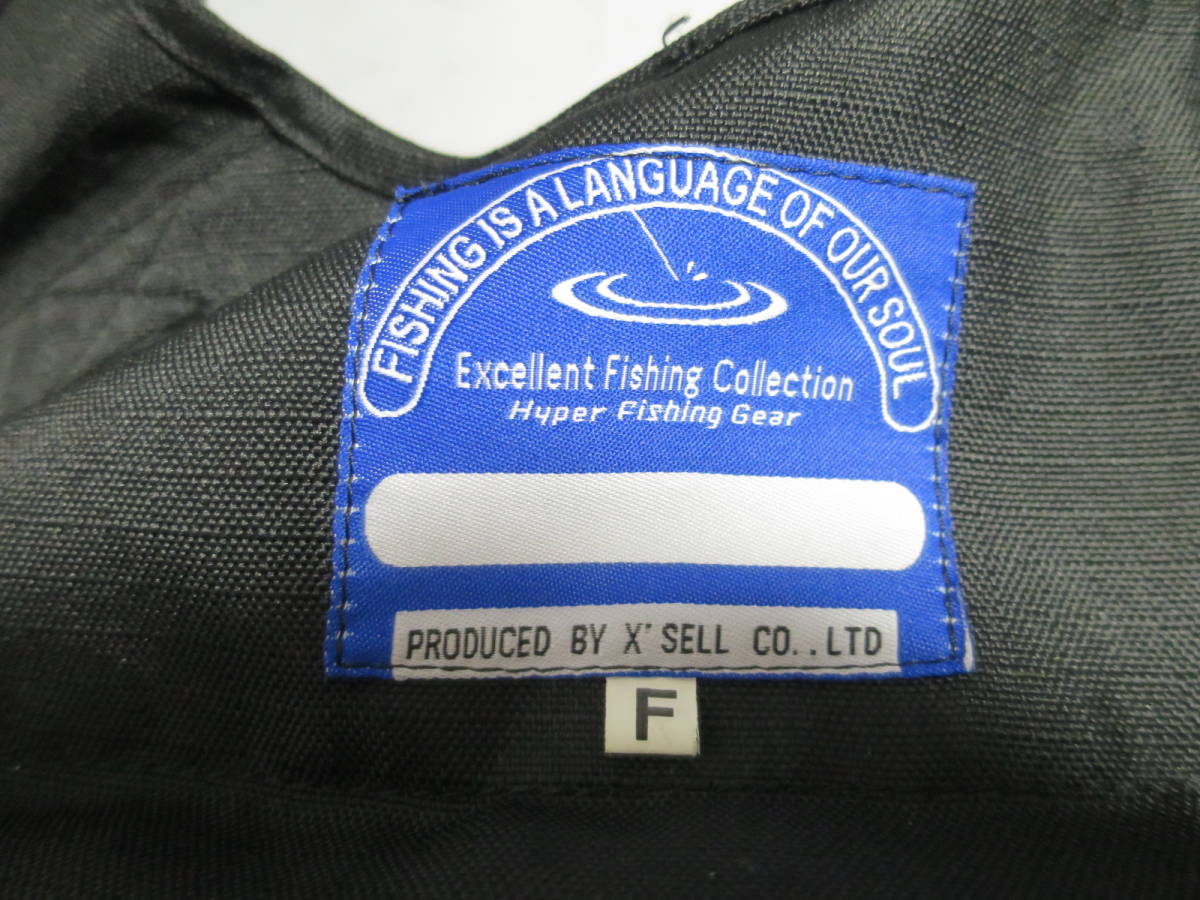 FISHING IS A LANGUAGE OF OUR SOUL
Excellent Fishing Collection
Hyper Fishing Gear
PRODUCED BY X'SELL CO..LTD
F